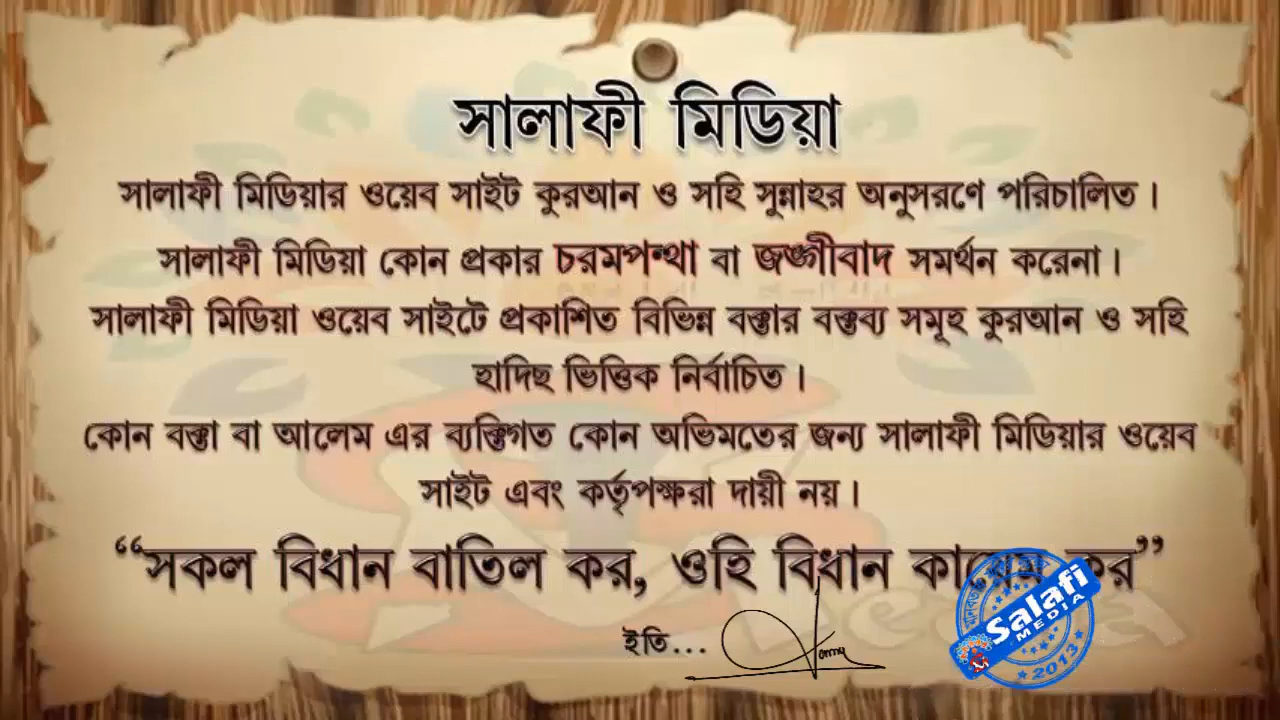 সালাফী মিডিয়া
সালাফী মিডিয়ার ওয়েব সাইট কুরআন ও সহি সুন্নাহর অনুসরণে পরিচালিত।
সালাফী মিডিয়া কোন প্রকার চরমপন্থা বা জঙ্গীবাদ সমর্থন করেনা।
সালাফী মিডিয়া ওয়েব সাইটে প্রকাশিত বিভিন্ন বক্তার বক্তব্য সমূহ কুরআন ও সহি
হাদিছ ভিত্তিক নির্বাচিত।
কোন বক্তা বা আলেম এর ব্যক্তিগত কোন অভিমতের জন্য সালাফী মিডিয়ার ওয়েব
সাইট এবং কর্তৃপক্ষরা দায়ী নয়।
“সকল বিধান বাতিল কর, ওহি বিধান কায়েম কর”
ইতি...
Salafi
MEDIA
2013